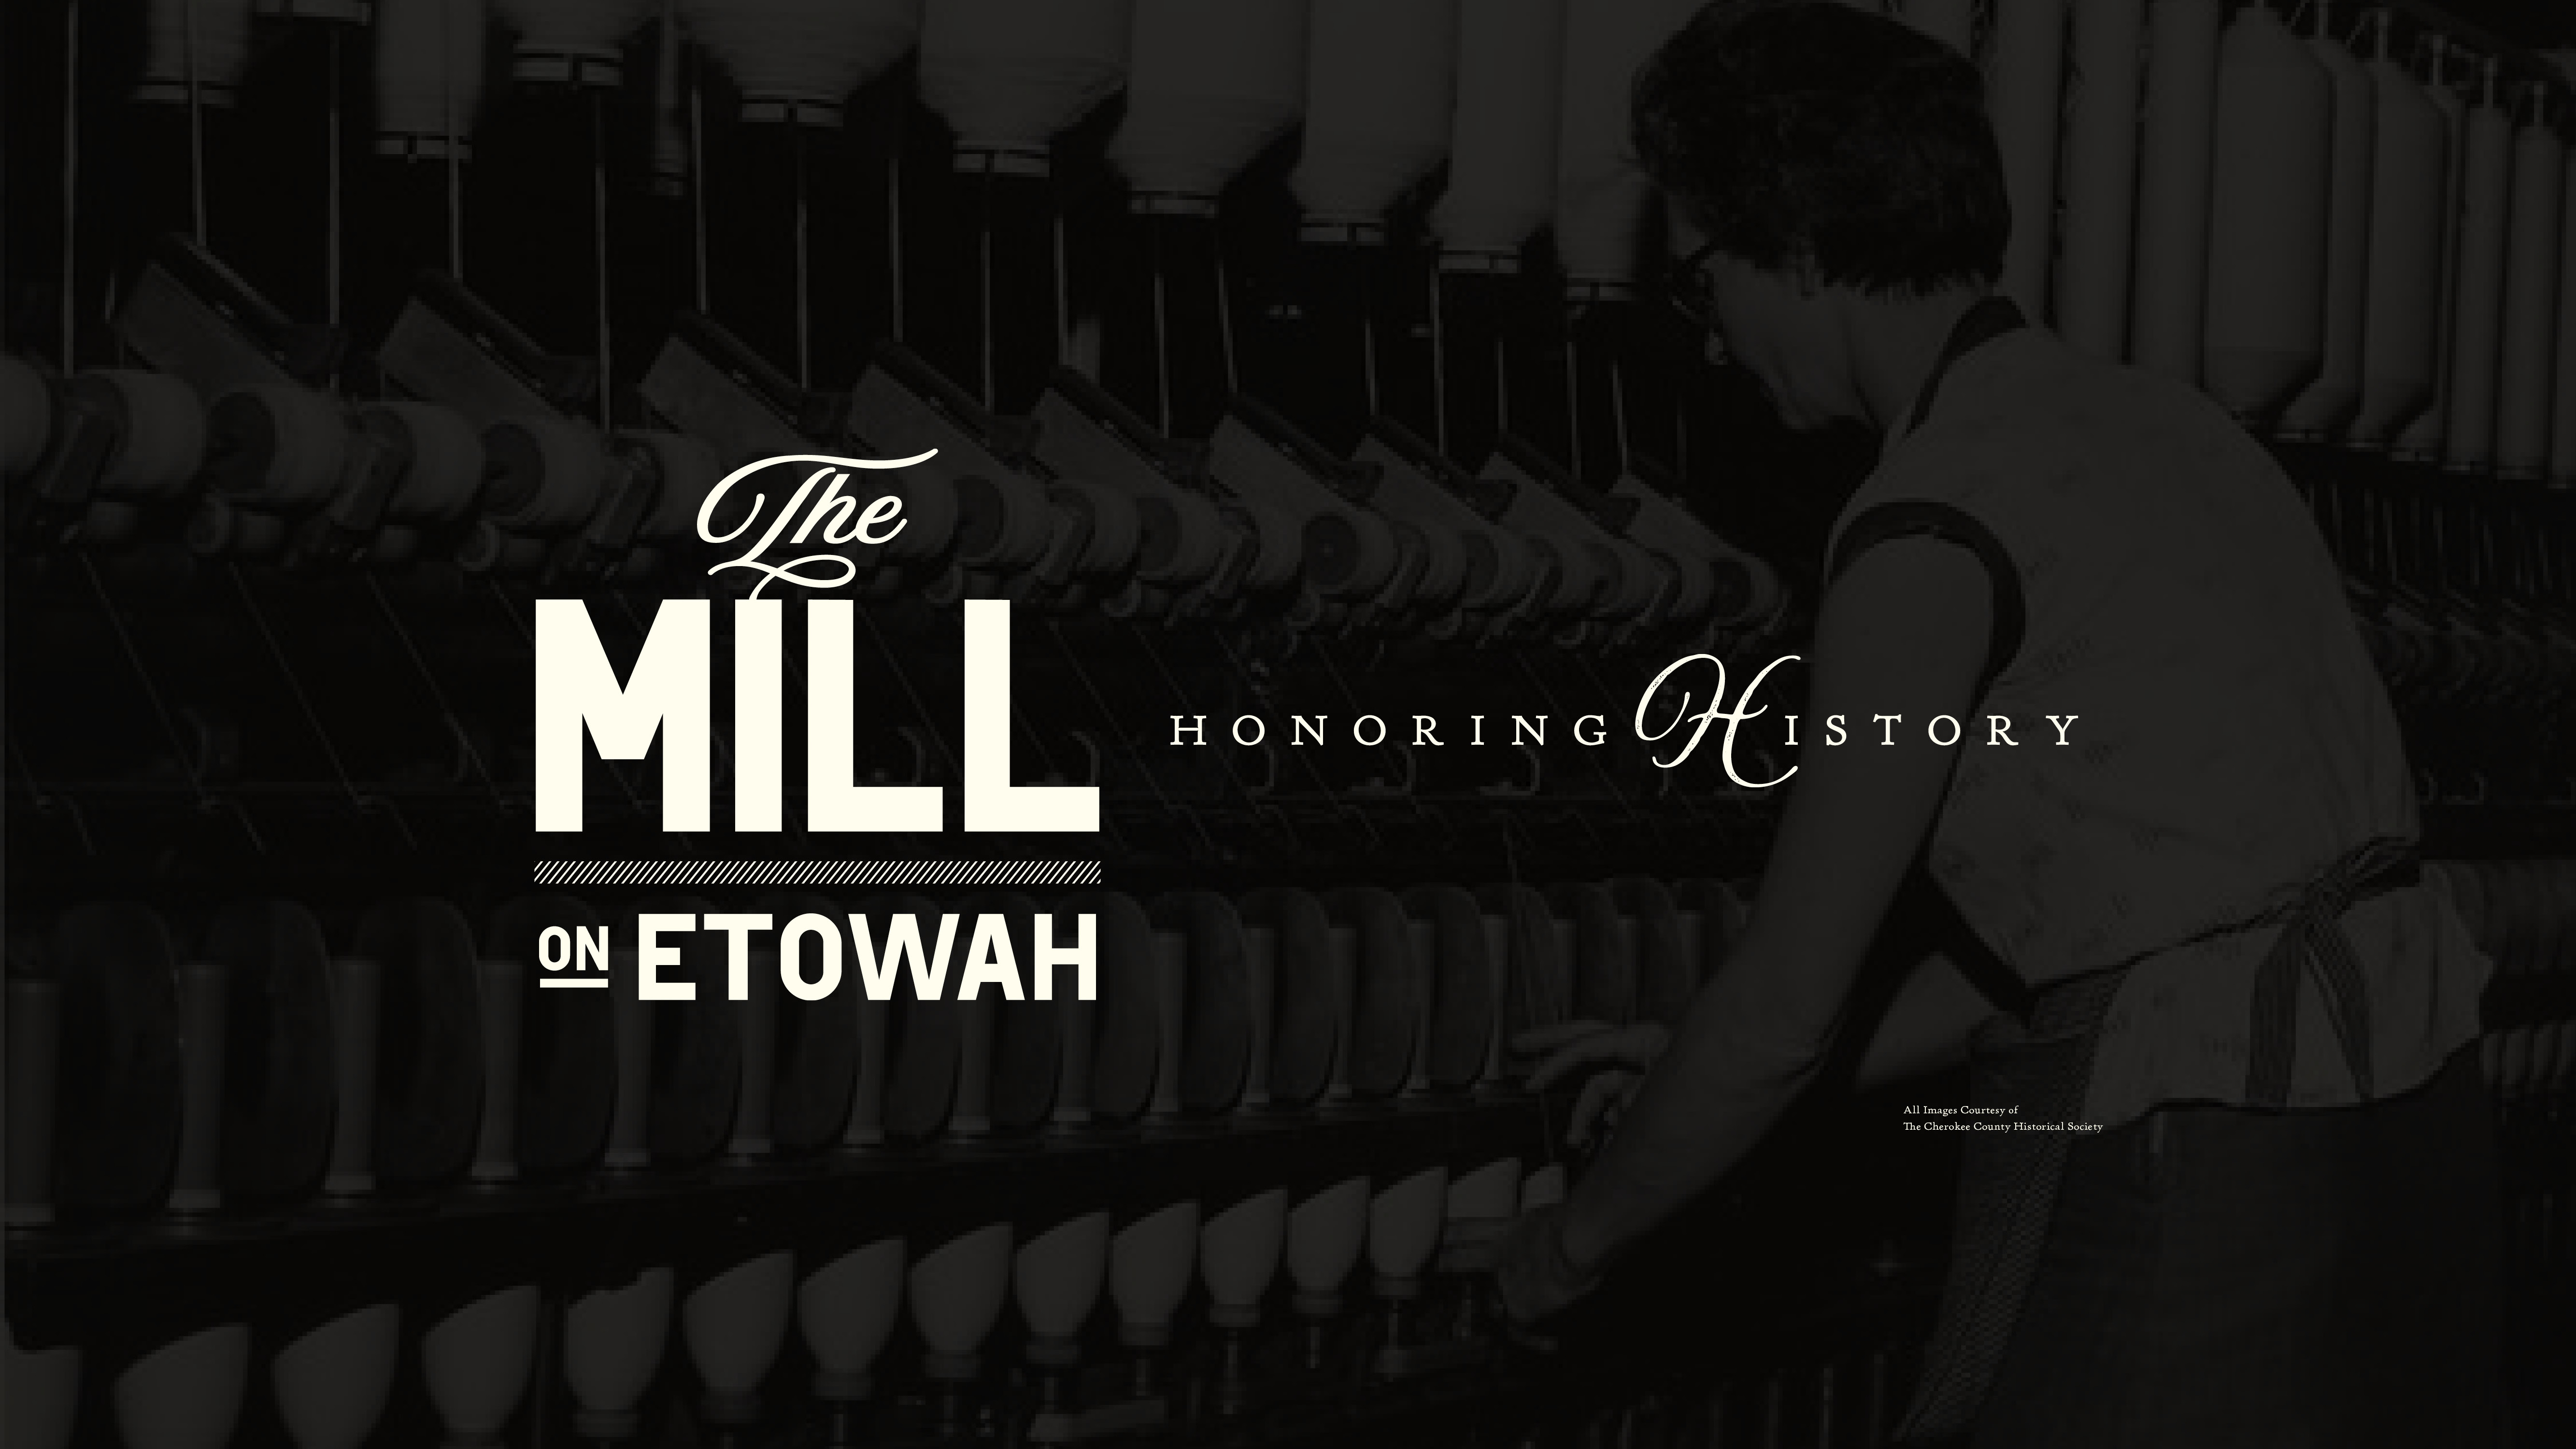 The
MILL
ON ETOWAH
HONORING HISTORY
All Images Courtesy of
The Cherokee County Historical Society